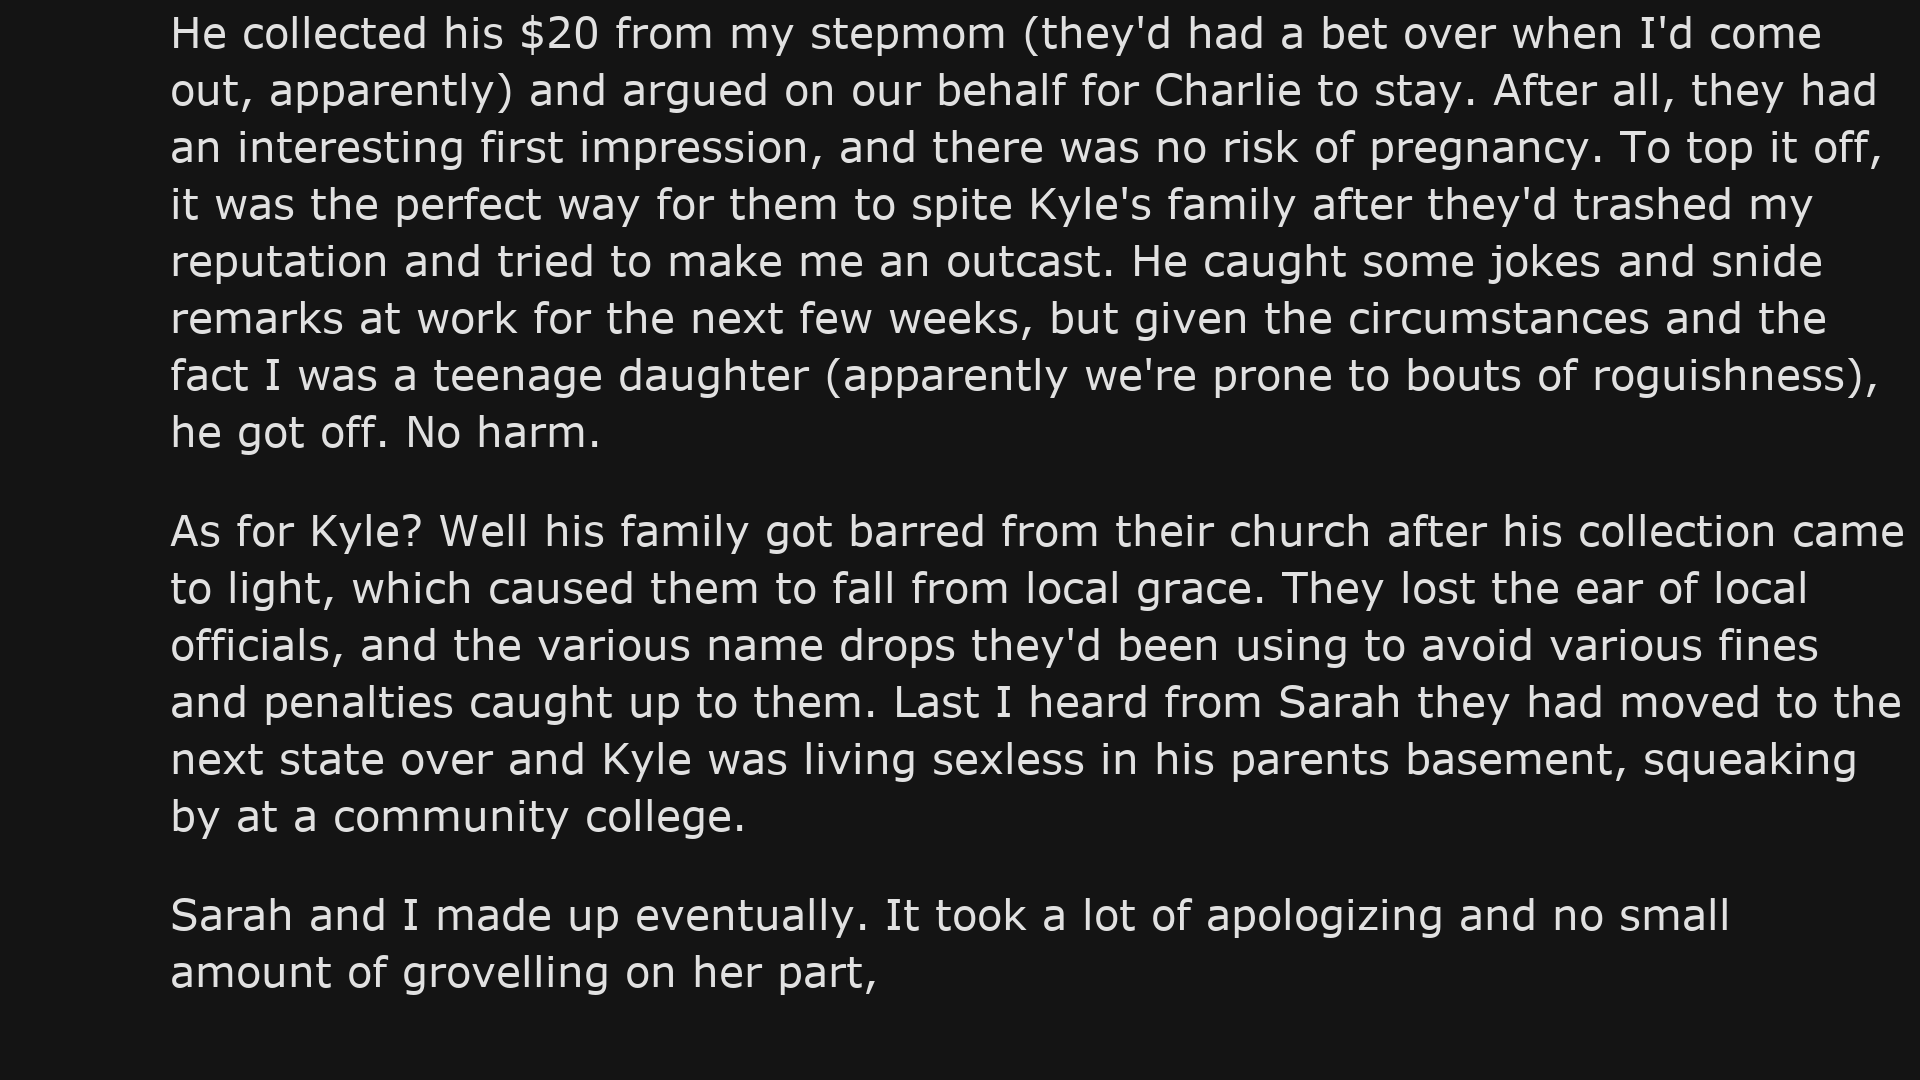 He collected his $20 from my stepmom (they'd had a bet over when I'd come
out, apparently) and argued on our behalf for Charlie to stay. After all, they had
an interesting first impression, and there was no risk of pregnancy. To top it off,
it was the perfect way for them to spite Kyle's family after they'd trashed my
reputation and tried to make me an outcast. He caught some jokes and snide
remarks at work for the next few weeks, but given the circumstances and the
fact I was a teenage daughter (apparently we're prone to bouts of roguishness),
he got off. No harm.
As for Kyle? Well his family got barred from their church after his collection came
to light, which caused them to fall from local grace. They lost the ear of local
officials, and the various name drops they'd been using to avoid various fines
and penalties caught up to them. Last I heard from Sarah they had moved to the
next state over and Kyle was living sexless in his parents basement, squeaking
by at a community college.
Sarah and I made up eventually. It took a lot of apologizing and no small
amount of grovelling on her part,